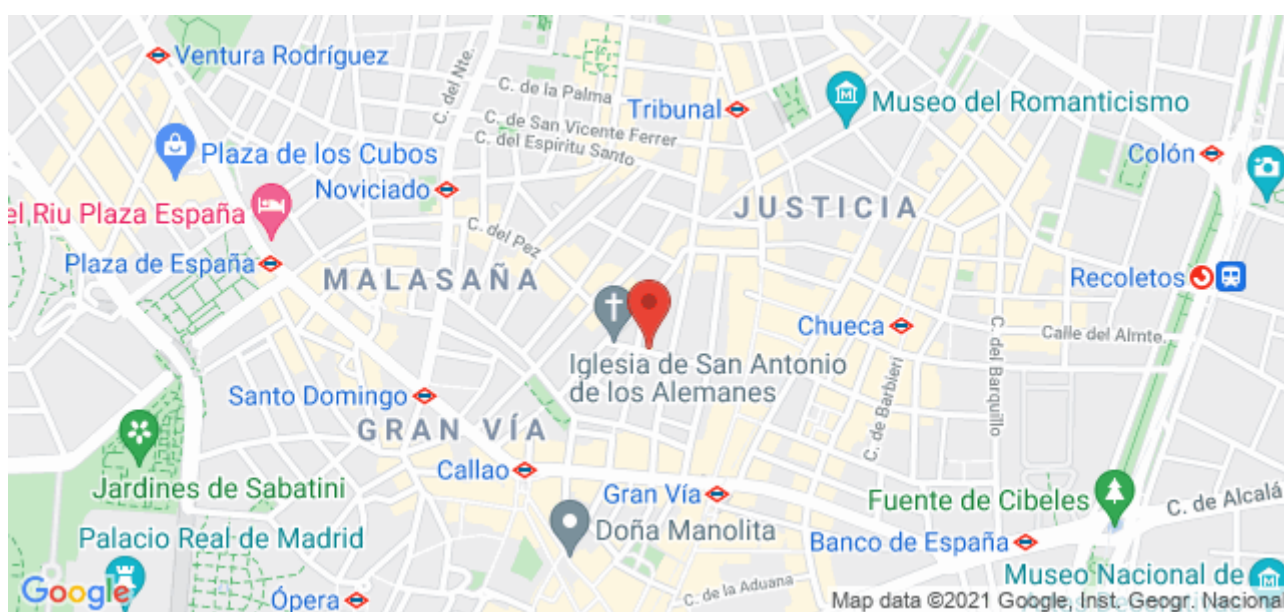 Ventura Rodríguez
C. del Nte.
C. de la Palma
Tribunal
Museo del Romanticismo
C. de San Vicente Ferrer
C. del Espíritu Santo
Plaza de los Cubos
Colón
Noviciado
el Riu Plaza España
JUSTICIA
C. del Pez
Plaza de España
MALASAÑA
Recoletos
Chueca
Calle del Almte.
C. del Barquillo
Iglesia de San Antonio
de los Alemanes
C. de Barbieri
Santo Domingo
GRAN VÍA
Callao
Gran Vía
Jardines de Sabatini
Fuente de Cibeles
C. de Alcalá
Doña Manolita
Palacio Real de Madrid
Banco de España
Museo Nacional de
C. de la Aduana
Google
Ópera
Map data ©2021 Google, Inst. Geogr. Naciona